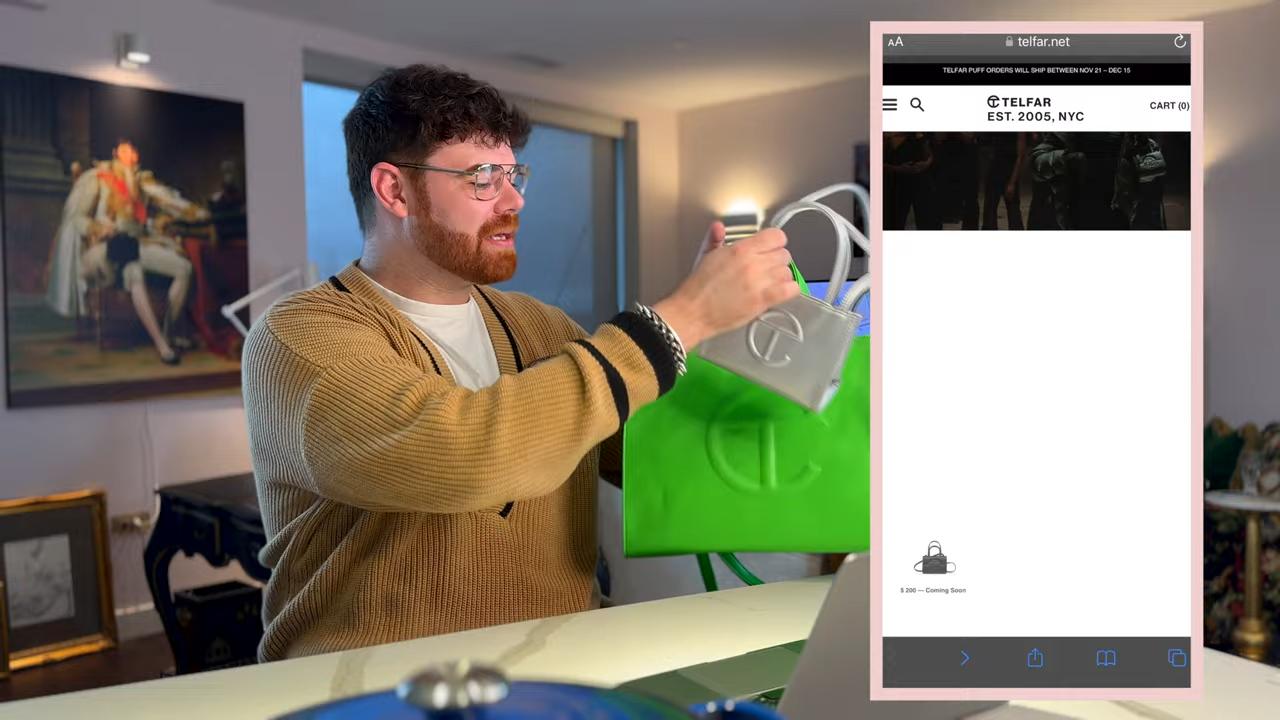 AA
telfar.net
TELFAR PUFF ORDERS WILL SHIP BETWEEN NOV 21 – DEC 15
TELFAR
EST. 2005, NYC
CART (0)
$ 200 — Coming Soon